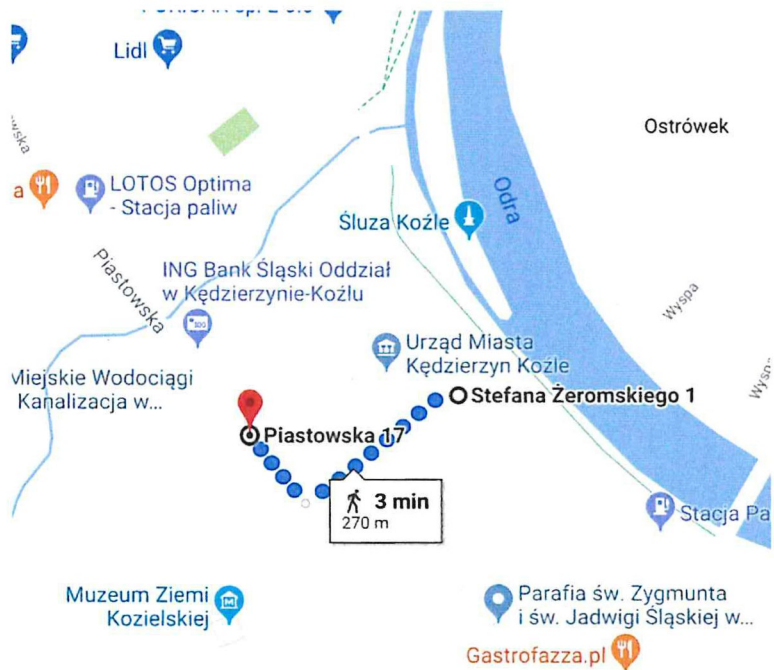 Lidl
Ostrówek
wska
a
LOTOS Optima
- Stacja paliw
Odra
Śluza Koźle
Piastowska
ING Bank Śląski Oddział
w Kędzierzynie-Koźlu
Wyspa
Urząd Miasta
Kędzierzyn Koźle
Miejskie Wodociągi
Kanalizacja w...
Stefana Żeromskiego 1
Wyspa
Piastowska 17
3 min
270 m
Stacja Pa
Muzeum Ziemi
Kozielskiej
Parafia św. Zygmunta
i św. Jadwigi Śląskiej w...
Gastrofazza.pl